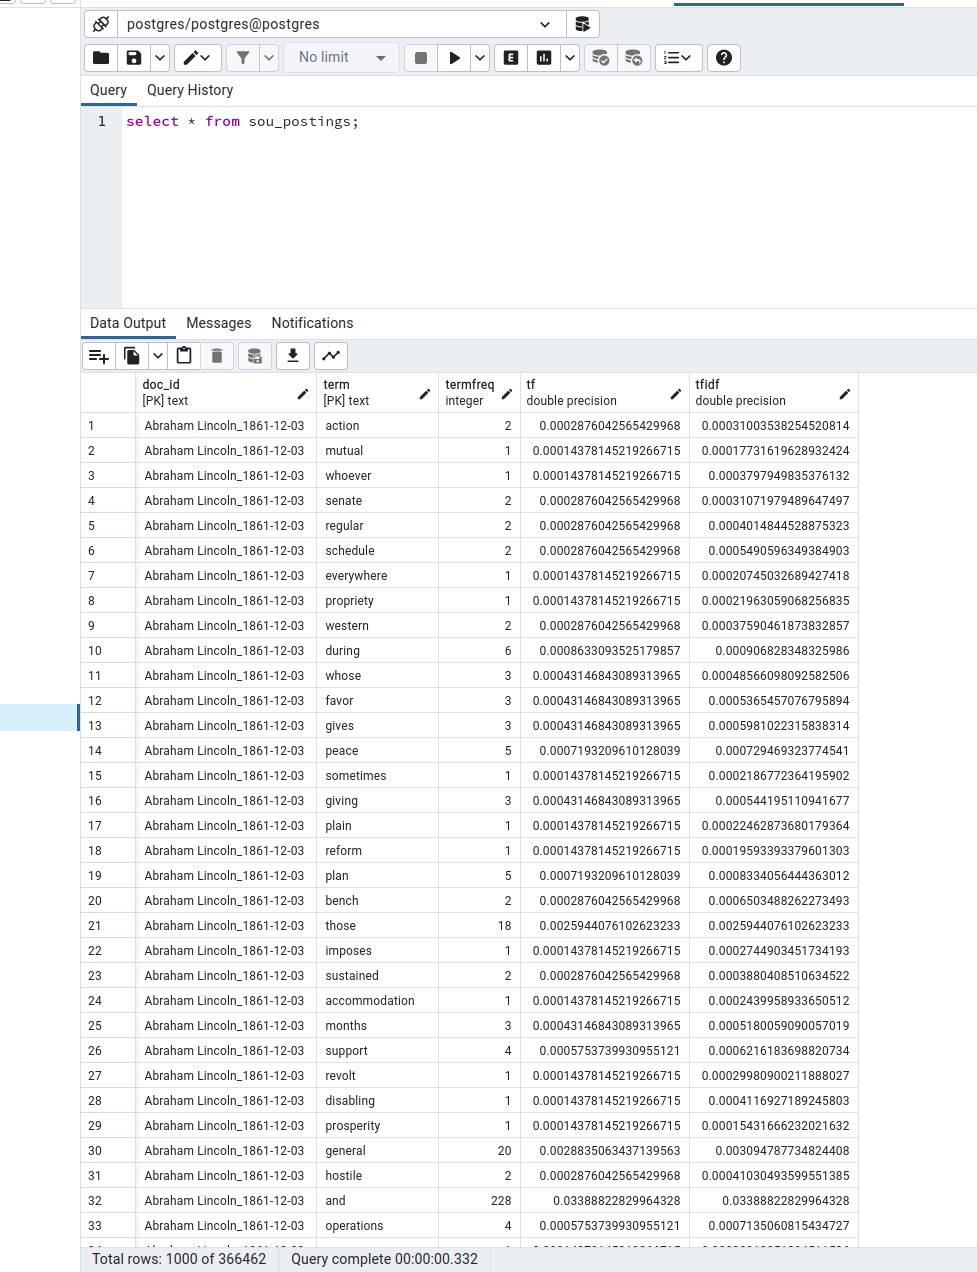 postgres/postgres@postgres
No limit
Query Query History
1 select * from sou_postings;
Data Output Messages Notifications
doc_id term termfreq tf tfidf
[PK] text [PK] text integer double precision double precision
1 Abraham Lincoln_1861-12-03 action 2 0.0002876042565429968 0.00031003538254520814
2 Abraham Lincoln_1861-12-03 mutual 1 0.00014378145219266715 0.00017731619628932424
3 Abraham Lincoln_1861-12-03 whoever 1 0.00014378145219266715 0.0003797949835376132
4 Abraham Lincoln_1861-12-03 senate 2 0.0002876042565429968 0.00031071979489647497
5 Abraham Lincoln_1861-12-03 regular 2 0.0002876042565429968 0.0004014844528875323
6 Abraham Lincoln_1861-12-03 schedule 2 0.0002876042565429968 0.0005490596349384903
7 Abraham Lincoln_1861-12-03 everywhere 1 0.00014378145219266715 0.00020745032689427418
8 Abraham Lincoln_1861-12-03 propriety 1 0.00014378145219266715 0.00021963059068256835
9 Abraham Lincoln_1861-12-03 western 2 0.0002876042565429968 0.00037590461873832857
10 Abraham Lincoln_1861-12-03 during 6 0.0008633093525179857 0.000906828348325986
11 Abraham Lincoln_1861-12-03 whose 3 0.00043146843089313965 0.00048566098092582506
12 Abraham Lincoln_1861-12-03 favor 3 0.00043146843089313965 0.0005365457076795894
13 Abraham Lincoln_1861-12-03 gives 3 0.00043146843089313965 0.0005981022315838314
14 Abraham Lincoln_1861-12-03 peace 5 0.0007193209610128039 0.000729469323774541
15 Abraham Lincoln_1861-12-03 sometimes 1 0.00014378145219266715 0.0002186772364195902
16 Abraham Lincoln_1861-12-03 giving 3 0.00043146843089313965 0.000544195110941677
17 Abraham Lincoln_1861-12-03 plain 1 0.00014378145219266715 0.00022462873680179364
18 Abraham Lincoln_1861-12-03 reform 1 0.00014378145219266715 0.00019593393379601303
19 Abraham Lincoln_1861-12-03 plan 5 0.0007193209610128039 0.0008334056444363012
20 Abraham Lincoln_1861-12-03 bench 2 0.0002876042565429968 0.0006503488262273493
21 Abraham Lincoln_1861-12-03 those 18 0.0025944076102623233 0.0025944076102623233
22 Abraham Lincoln_1861-12-03 imposes 1 0.00014378145219266715 0.0002744903451734193
23 Abraham Lincoln_1861-12-03 sustained 2 0.0002876042565429968 0.0003880408510634522
24 Abraham Lincoln_1861-12-03 accommodation 1 0.00014378145219266715 0.0002439958933650512
25 Abraham Lincoln_1861-12-03 months 3 0.00043146843089313965 0.0005180059090057019
26 Abraham Lincoln_1861-12-03 support 4 0.0005753739930955121 0.0006216183698820734
27 Abraham Lincoln_1861-12-03 revolt 1 0.00014378145219266715 0.00029980900211888027
28 Abraham Lincoln_1861-12-03 disabling 1 0.00014378145219266715 0.0004116927189245803
29 Abraham Lincoln_1861-12-03 prosperity 1 0.00014378145219266715 0.00015431666232021632
30 Abraham Lincoln_1861-12-03 general 20 0.0028835063437139563 0.003094787734824408
31 Abraham Lincoln_1861-12-03 hostile 2 0.0002876042565429968 0.00041030493599551385
32 Abraham Lincoln_1861-12-03 and 228 0.03388822829964328 0.03388822829964328
33 Abraham Lincoln_1861-12-03 operations 4 0.0005753739930955121 0.0007135060815434727
Total rows: 1000 of 366462 Query complete 00:00:00.332